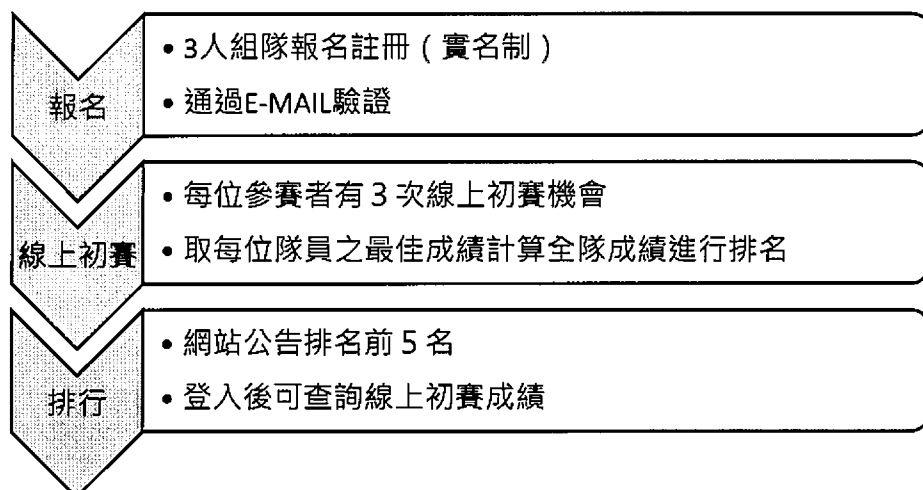 報名
• 3人組隊報名註冊（實名制）
• 通過E-MAIL驗證
線上初賽
• 每位參賽者有 3 次線上初賽機會
• 取每位隊員之最佳成績計算全隊成績進行排名
排行
• 網站公告排名前 5 名
• 登入後可查詢線上初賽成績